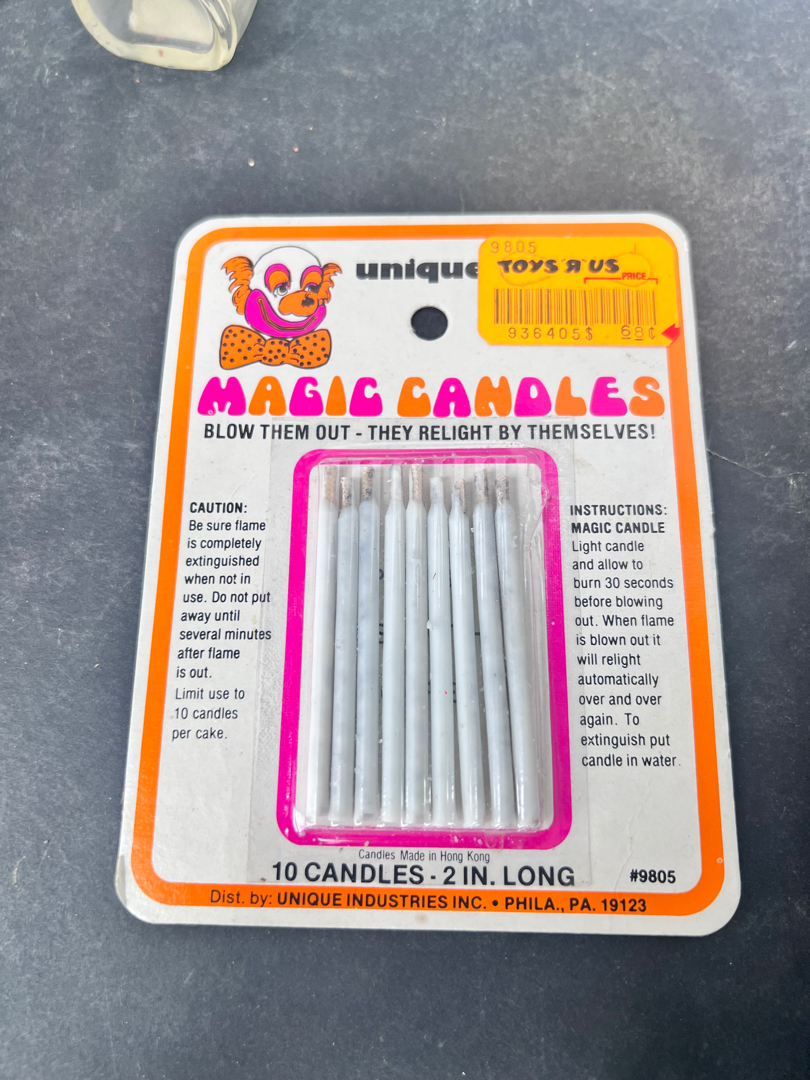 unique
9805
TOYS "R" US
PRICE
936405$ .68¢
MAGIC CANDLES
BLOW THEM OUT - THEY RELIGHT BY THEMSELVES!
CAUTION:
Be sure flame
is completely
extinguished
when not in
use. Do not put
away until
several minutes
after flame
is out.
Limit use to
10 candles
per cake.
INSTRUCTIONS:
MAGIC CANDLE
Light candle
and allow to
burn 30 seconds
before blowing
out. When flame
is blown out it
will relight
automatically
over and over
again. To
extinguish put
candle in water.
Candles Made in Hong Kong
10 CANDLES - 2 IN. LONG
#9805
Dist. by: UNIQUE INDUSTRIES INC. • PHILA., PA. 19123